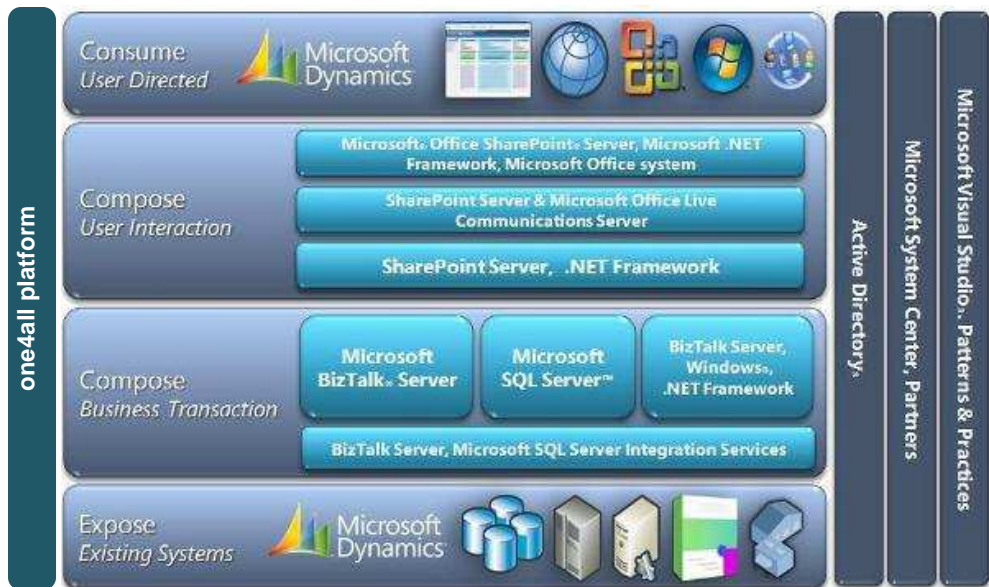 one4all platform
Consume
User Directed
Microsoft
Dynamics
Compose
User Interaction
Microsoft® Office SharePoint® Server, Microsoft .NET
Framework, Microsoft Office system
SharePoint Server & Microsoft Office Live
Communications Server
SharePoint Server, .NET Framework
Compose
Business Transaction
Microsoft
BizTalk® Server
Microsoft
SQL Server™
BizTalk Server,
Windows®,
.NET Framework
BizTalk Server, Microsoft SQL Server Integration Services
Expose
Existing Systems
Microsoft
Dynamics
Active Directory®
Microsoft System Center, Partners
Microsoft Visual Studio®, Patterns & Practices